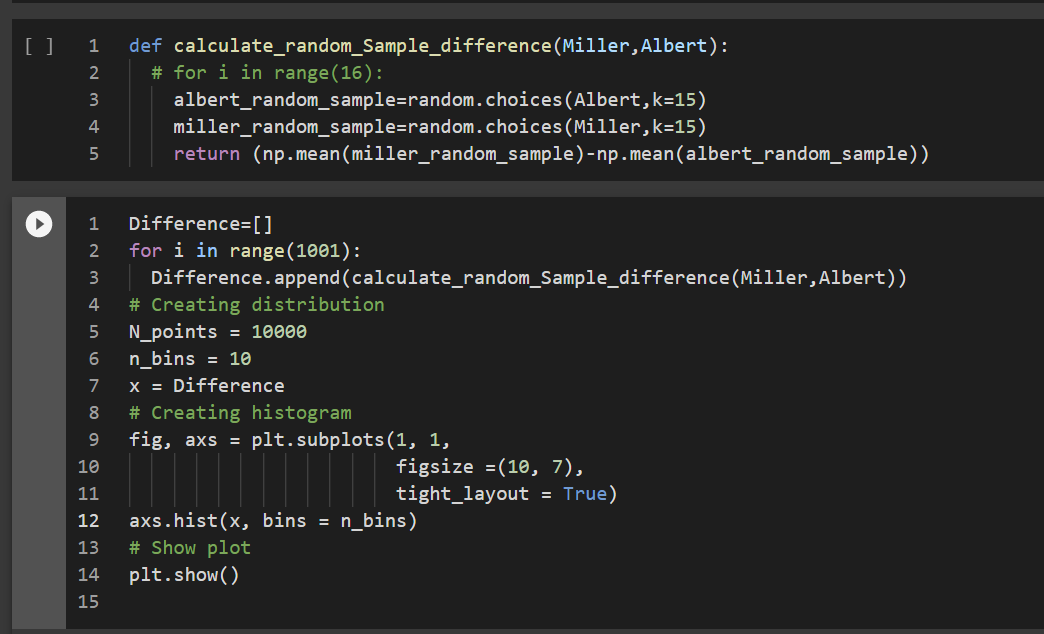 [ ] 1 def calculate_random_Sample_difference(Miller,Albert):
2 # for i in range(16):
3 albert_random_sample=random.choices(Albert,k=15)
4 miller_random_sample=random.choices(Miller,k=15)
5 return (np.mean(miller_random_sample)-np.mean(albert_random_sample))
1 Difference=[]
2 for i in range(1001):
3 Difference.append(calculate_random_Sample_difference(Miller,Albert))
4 # Creating distribution
5 N_points = 10000
6 n_bins = 10
7 x = Difference
8 # Creating histogram
9 fig, axs = plt.subplots(1, 1,
10 figsize =(10, 7),
11 tight_layout = True)
12 axs.hist(x, bins = n_bins)
13 # Show plot
14 plt.show()
15